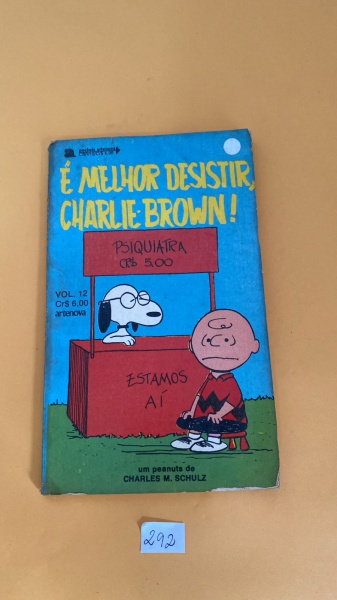 É MELHOR DESISTIR,
CHARLIE BROWN!
PSIQUIATRA
CR$ 5,00
VOL. 12
Cr$ 6,00
artenova
ESTAMOS
AÍ
um peanuts de
CHARLES M. SCHULZ
292